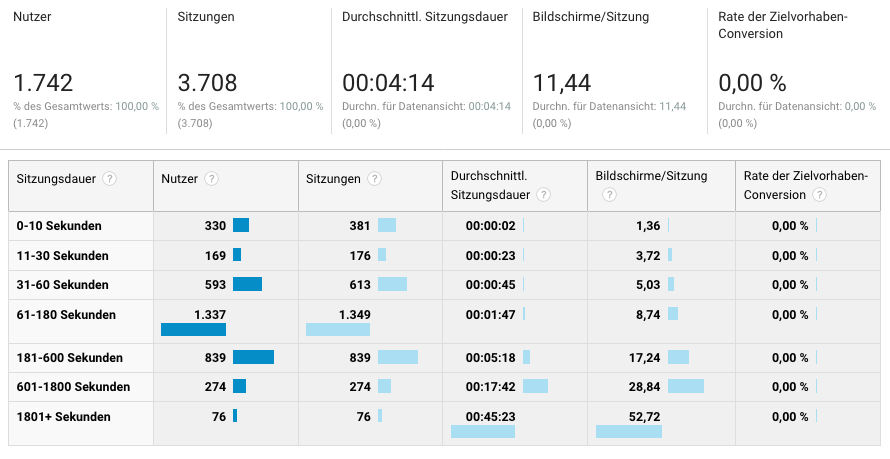 Nutzer
Sitzungen
Durchschnittl. Sitzungsdauer
Bildschirme/Sitzung
Rate der Zielvorhaben-
Conversion
1.742
3.708
00:04:14
11,44
0,00 %
% des Gesamtwerts: 100,00 %
(1.742)
% des Gesamtwerts: 100,00 %
(3.708)
Durchn. für Datenansicht: 00:04:14
(0,00 %)
Durchn. für Datenansicht: 11,44
(0,00 %)
Durchn. für Datenansicht: 0,00 %
(0,00 %)
Sitzungsdauer ?
Nutzer ?
Sitzungen ?
Durchschnittl.
Sitzungsdauer ?
Bildschirme/Sitzung
?
Rate der Zielvorhaben-
Conversion ?
0-10 Sekunden 330 381 00:00:02 1,36 0,00 %
11-30 Sekunden 169 176 00:00:23 3,72 0,00 %
31-60 Sekunden 593 613 00:00:45 5,03 0,00 %
61-180 Sekunden 1.337 1.349 00:01:47 8,74 0,00 %
181-600 Sekunden 839 839 00:05:18 17,24 0,00 %
601-1800 Sekunden 274 274 00:17:42 28,84 0,00 %
1801+ Sekunden 76 76 00:45:23 52,72 0,00 %